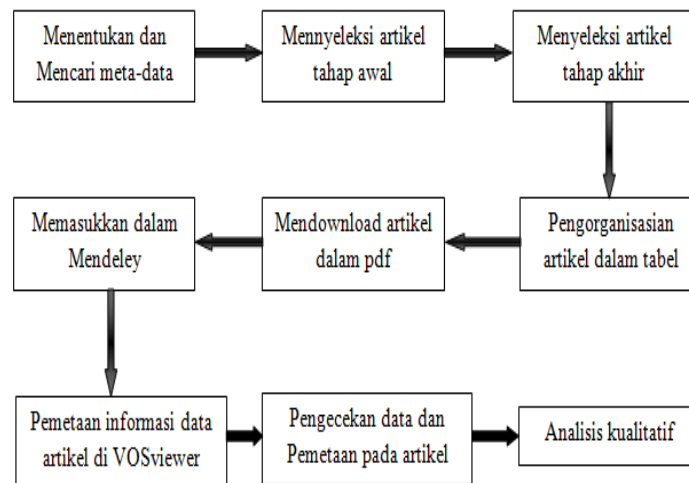 Menentukan dan
Mencari meta-data
Mennyeleksi artikel
tahap awal
Menyeleksi artikel
tahap akhir
Pengorganisasian
artikel dalam tabel
Mendownload artikel
dalam pdf
Memasukkan dalam
Mendeley
Pemetaan informasi data
artikel di VOSviewer
Pengecekan data dan
Pemetaan pada artikel
Analisis kualitatif